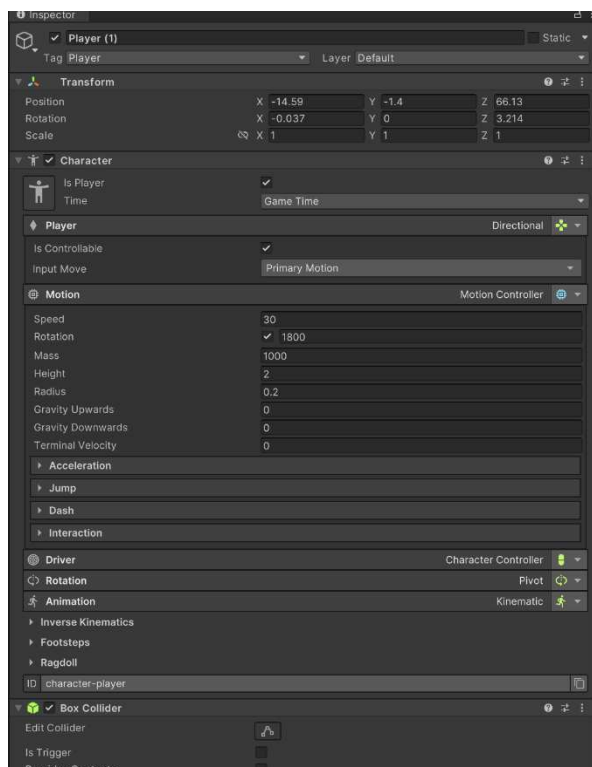 Inspector
Player (1) Static
Tag Player Layer Default
Transform
Position X -14.59 Y -1.4 Z 66.13
Rotation X -0.037 Y 0 Z 3.214
Scale X 1 Y 1 Z 1
Character
Is Player
Time Game Time
Player Directional
Is Controllable
Input Move Primary Motion
Motion Motion Controller
Speed 30
Rotation 1800
Mass 1000
Height 2
Radius 0.2
Gravity Upwards 0
Gravity Downwards 0
Terminal Velocity 0
Acceleration
Jump
Dash
Interaction
Driver Character Controller
Rotation Pivot
Animation Kinematic
Inverse Kinematics
Footsteps
Ragdoll
ID character-player
Box Collider
Edit Collider
Is Trigger